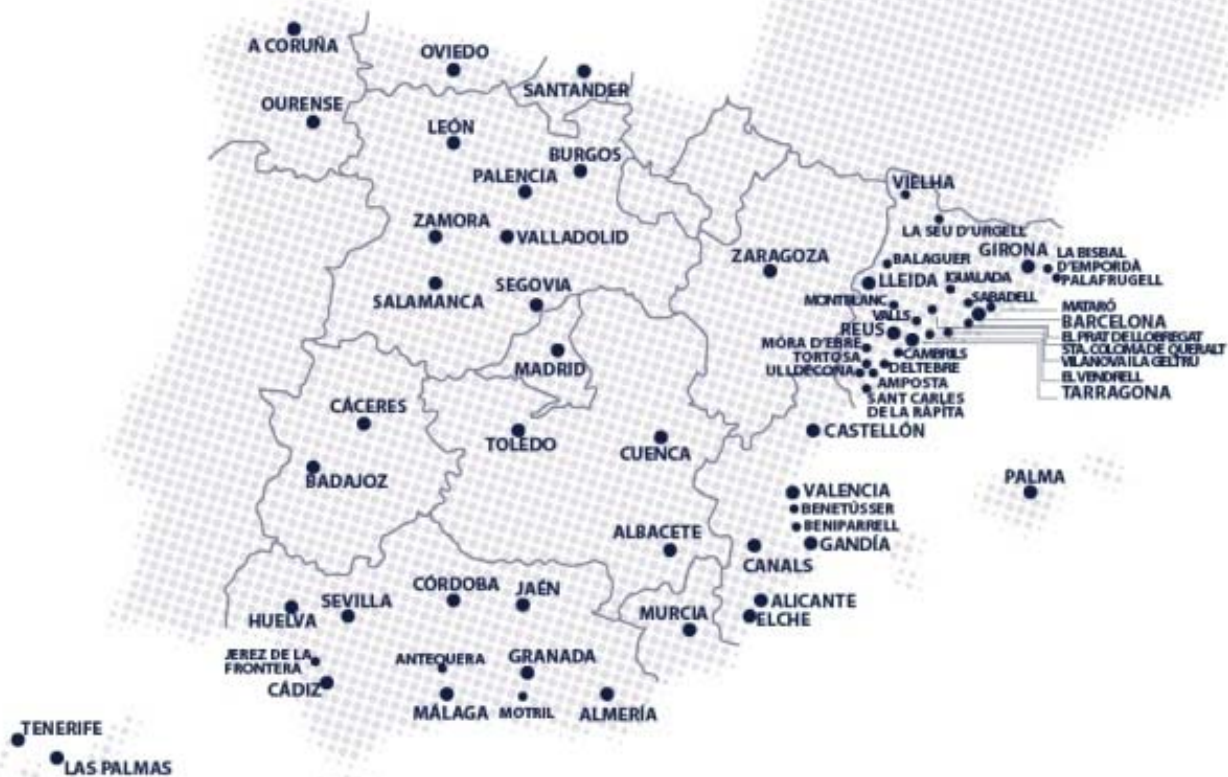 A CORUÑA
OVIEDO
SANTANDER
OURENSE
LEÓN
BURGOS
PALENCIA
VIELHA
ZAMORA
VALLADOLID
LA SEU D'URGELL
ZARAGOZA
BALAGUER
GIRONA
LA BISBAL
D'EMPORDÀ
PALAFRUGELL
SALAMANCA
SEGOVIA
LLEIDA
IGUALADA
MONTBLANC
SABADELL
MATARÓ
VALLS
BARCELONA
REUS
EL PRAT DE LLOBREGAT
MÓRA D'EBRE
CAMBRILS
STA. COLOMA DE QUERALT
TORTOSA
VILANOVA I LA GELTRU
MADRID
ULLDECONA
DELTEBRE
EL VENDRELL
AMPOSTA
TARRAGONA
SANT CARLES
DE LA RÀPITA
CÁCERES
TOLEDO
CUENCA
CASTELLÓN
BADAJOZ
PALMA
VALENCIA
BENETÚSSER
BENIPARRELL
ALBACETE
GANDÍA
CANALS
CÓRDOBA
JAÉN
HUELVA
SEVILLA
MURCIA
ALICANTE
ELCHE
JEREZ DE LA
FRONTERA
ANTEQUERA
GRANADA
CÁDIZ
MÁLAGA
MOTRIL
ALMERÍA
TENERIFE
LAS PALMAS